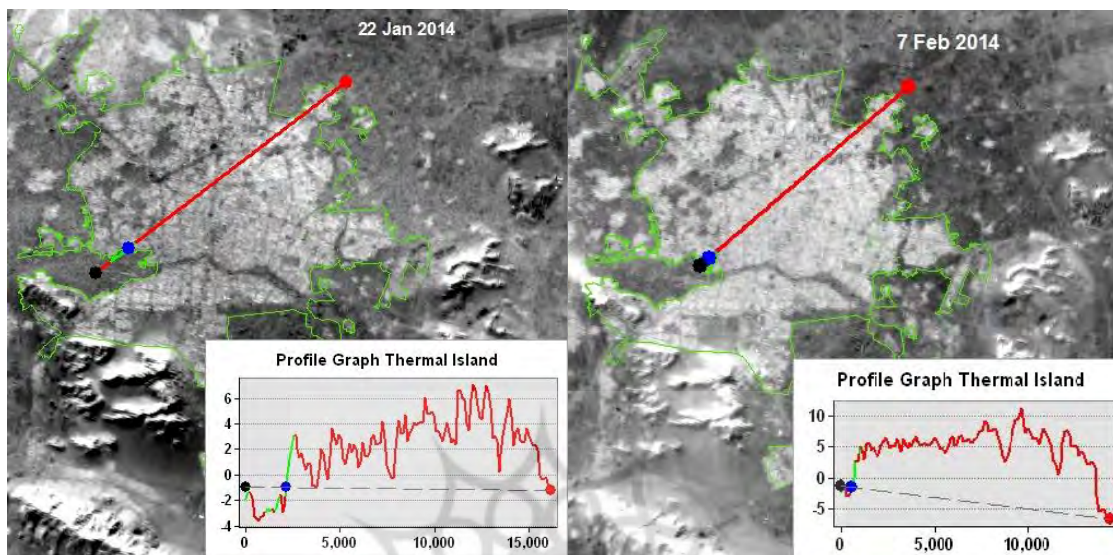 22 Jan 2014
Profile Graph Thermal Island
6
4
2
0
-2
-4
0 5,000 10,000 15,000
7 Feb 2014
Profile Graph Thermal Island
10
5
0
-5
0 5,000 10,000